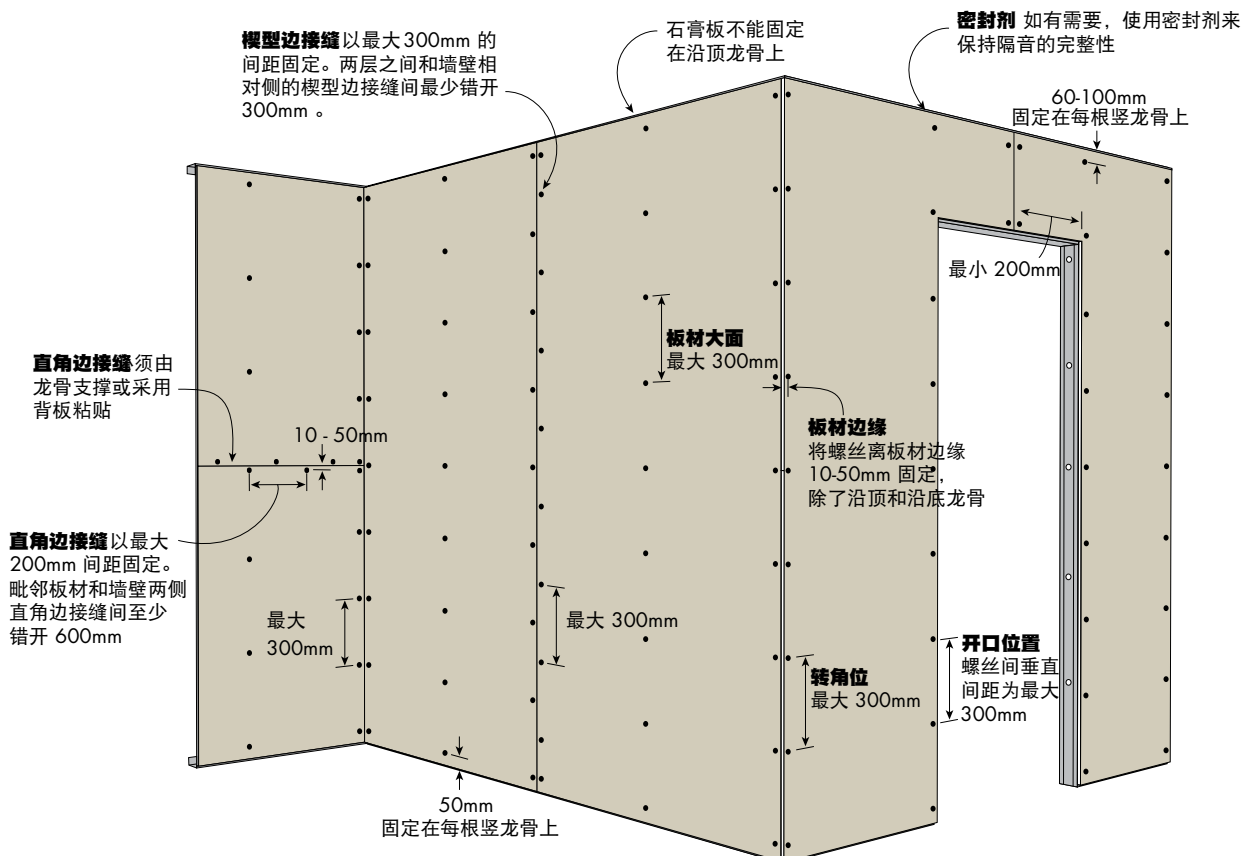 楔型边接缝以最大300mm 的
间距固定。两层之间和墙壁相
对侧的楔型边接缝间最少错开
300mm 。
石膏板不能固定
在沿顶龙骨上
密封剂 如有需要，使用密封剂来
保持隔音的完整性
60-100mm
固定在每根竖龙骨上
最小 200mm
板材大面
最大 300mm
直角边接缝须由
龙骨支撑或采用
背板粘贴
10 - 50mm
板材边缘
将螺丝离板材边缘
10-50mm 固定，
除了沿顶和沿底龙骨
直角边接缝以最大
200mm 间距固定。
毗邻板材和墙壁两侧
直角边接缝间至少
错开 600mm
最大
300mm
最大 300mm
转角位
最大 300mm
开口位置
螺丝间垂直
间距为最大
300mm
50mm
固定在每根竖龙骨上